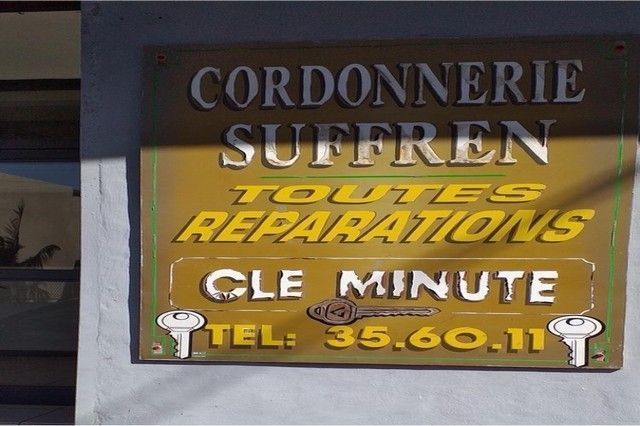 CORDONNERIE
SUFFREN
TOUTES
REPARATIONS
CLE MINUTE
TEL: 35.60.11